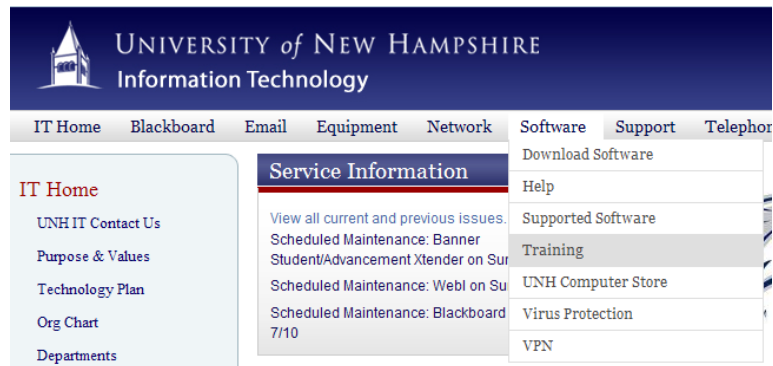 UNIVERSITY of NEW HAMPSHIRE
Information Technology
IT Home Blackboard Email Equipment Network Software Support
IT Home
UNH IT Contact Us
Purpose & Values
Technology Plan
Org Chart
Departments
Service Information
View all current and previous issues.
Scheduled Maintenance: Banner
Student/Advancement Xtender on
Scheduled Maintenance: WebI on
Scheduled Maintenance: Blackboard
7/10
Download Software
Help
Supported Software
Training
UNH Computer Store
Virus Protection
VPN